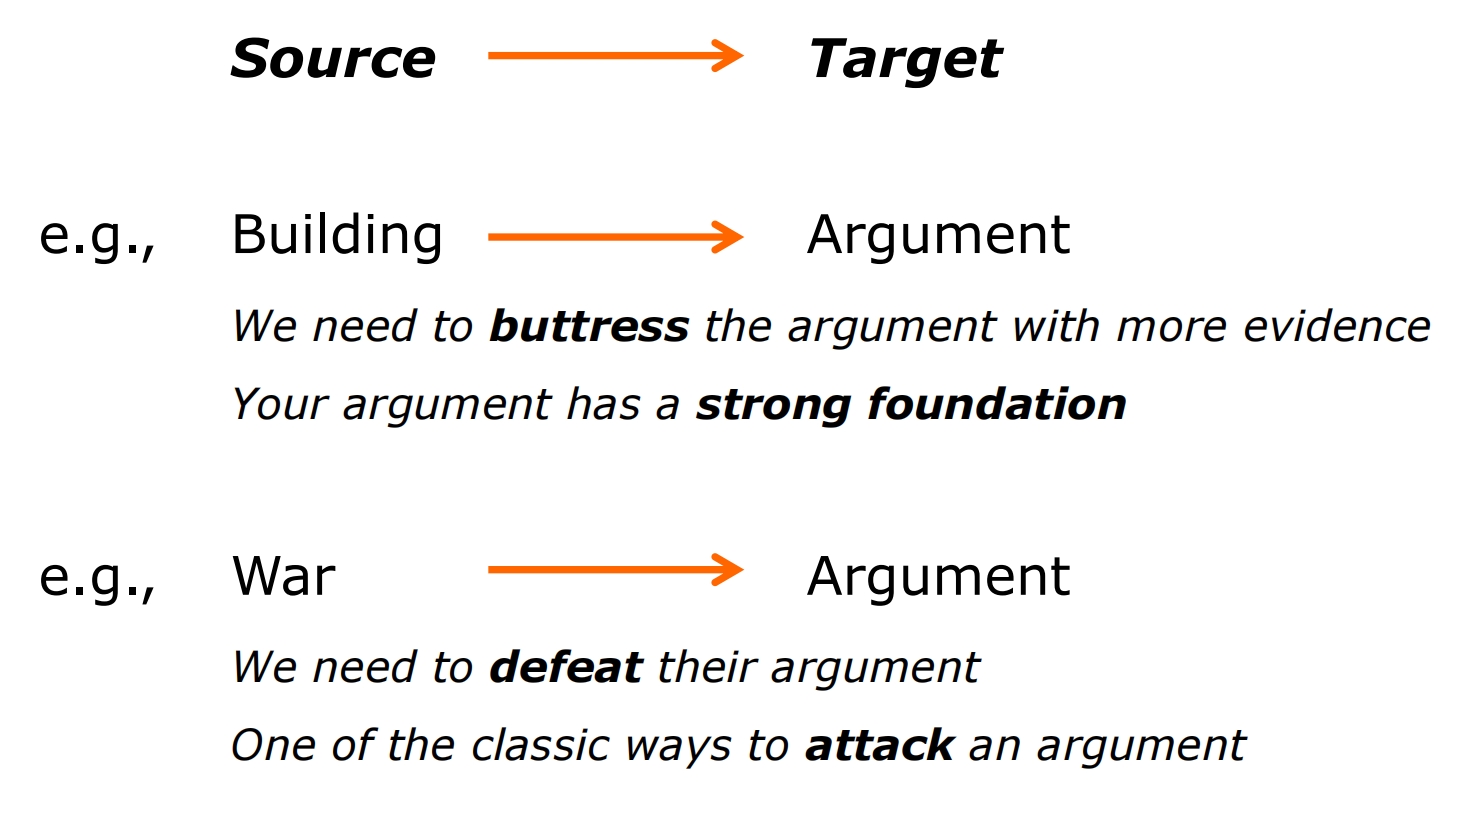 Source Target
e.g., Building Argument
We need to buttress the argument with more evidence
Your argument has a strong foundation
e.g., War Argument
We need to defeat their argument
One of the classic ways to attack an argument